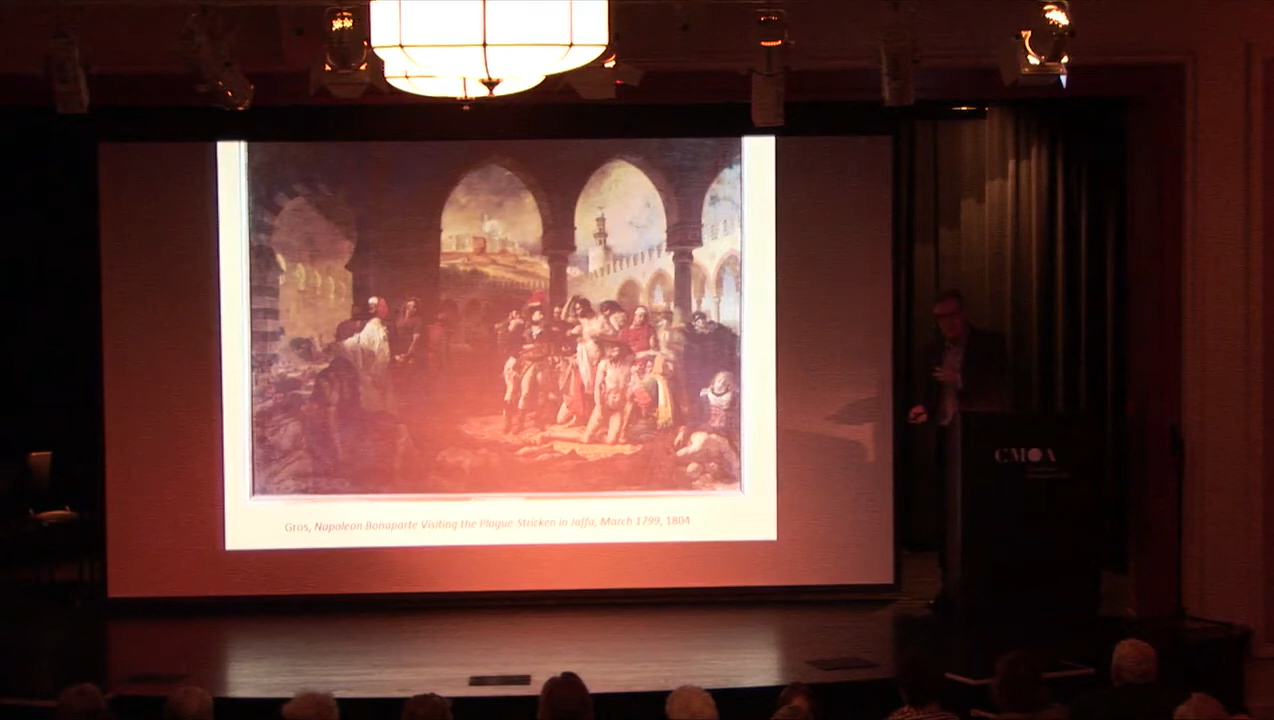 Gros, Napoleon Bonaparte Visiting the Plague-Stricken in Jaffa, March 1799, 1804
CMOA